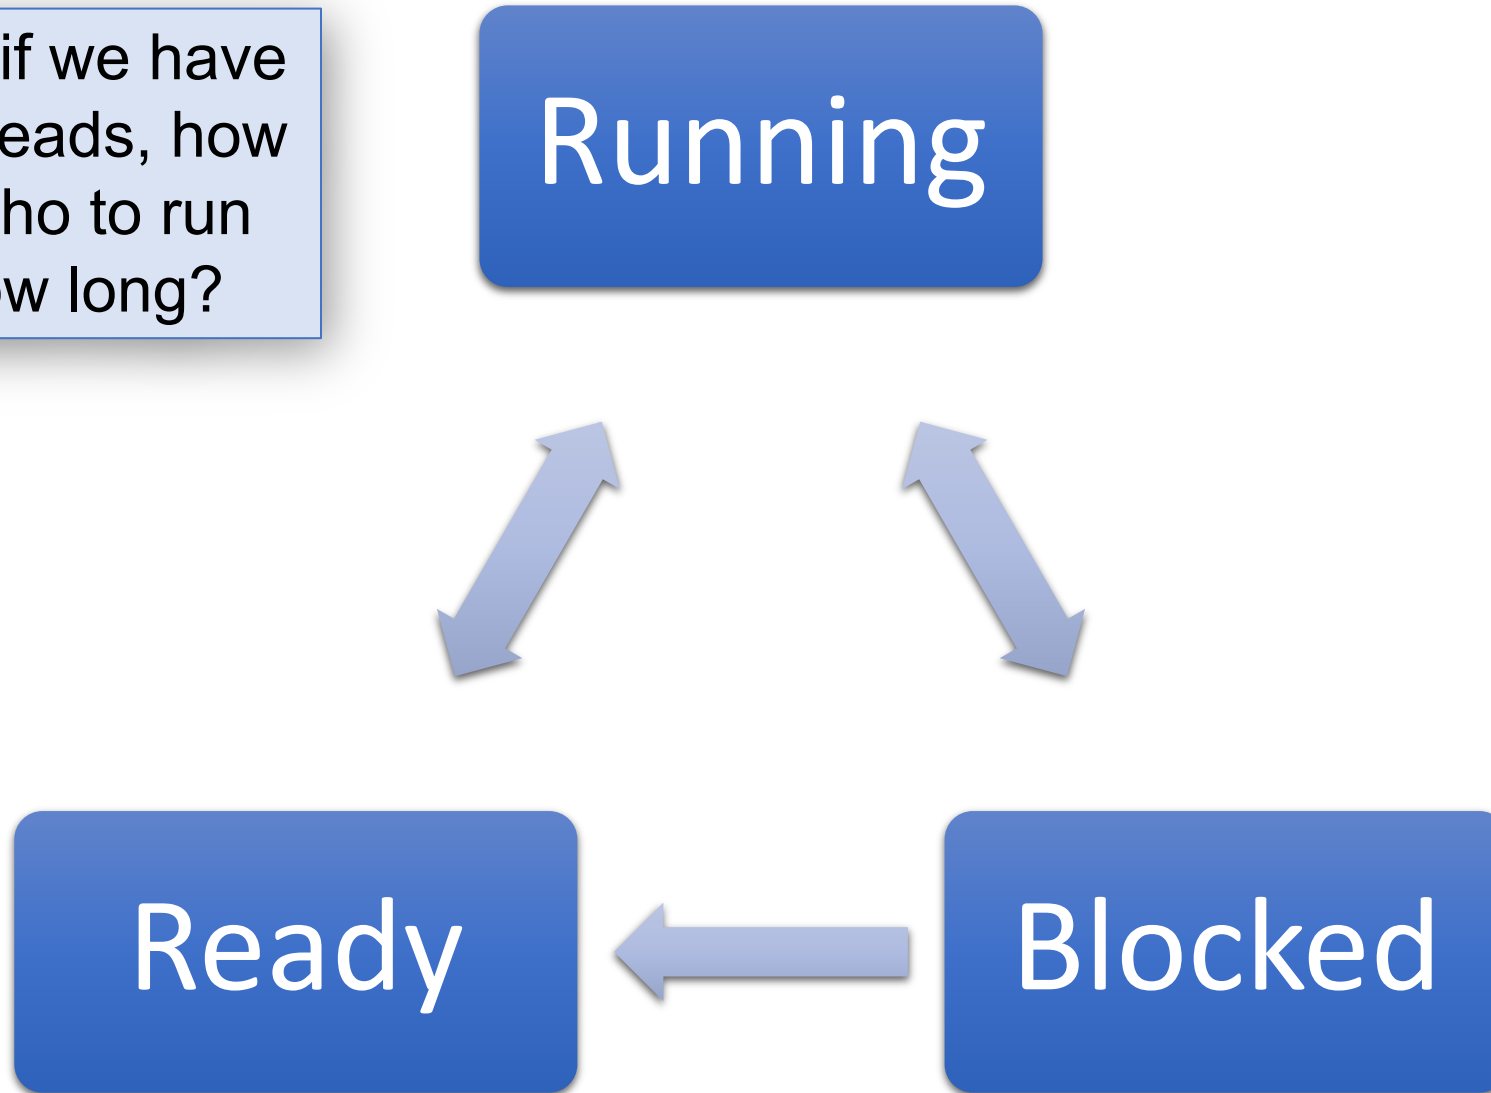 if we have
eads, how
ho to run
w long?
Running
Ready
Blocked